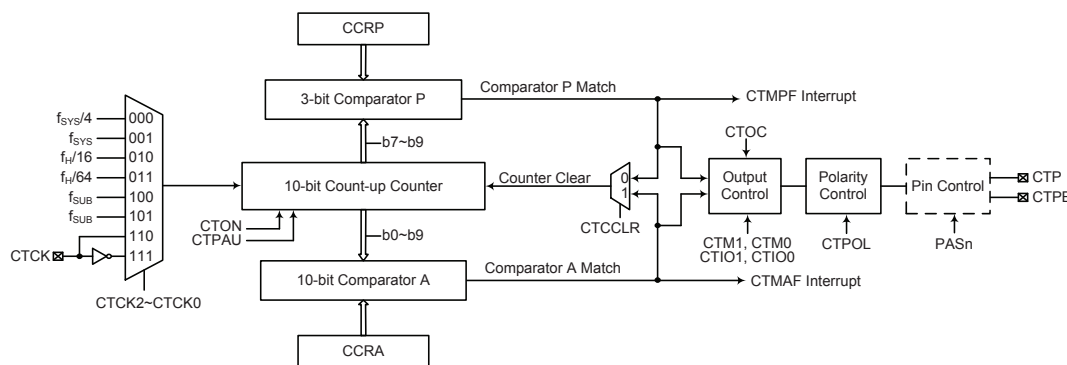 CCRP
3-bit Comparator P
Comparator P Match
CTMPF Interrupt
b7~b9
fSYS/4
fSYS
fH/16
fH/64
fSUB
fSUB
CTCK
000
001
010
011
100
101
110
111
CTCK2~CTCK0
10-bit Count-up Counter
CTON
CTPAU
Counter Clear
0
1
CTCCLR
CTOC
Output
Control
CTM1, CTM0
CTIO1, CTIO0
Polarity
Control
CTPOL
Pin Control
PASn
CTP
CTPB
b0~b9
10-bit Comparator A
Comparator A Match
CTMAF Interrupt
CCRA